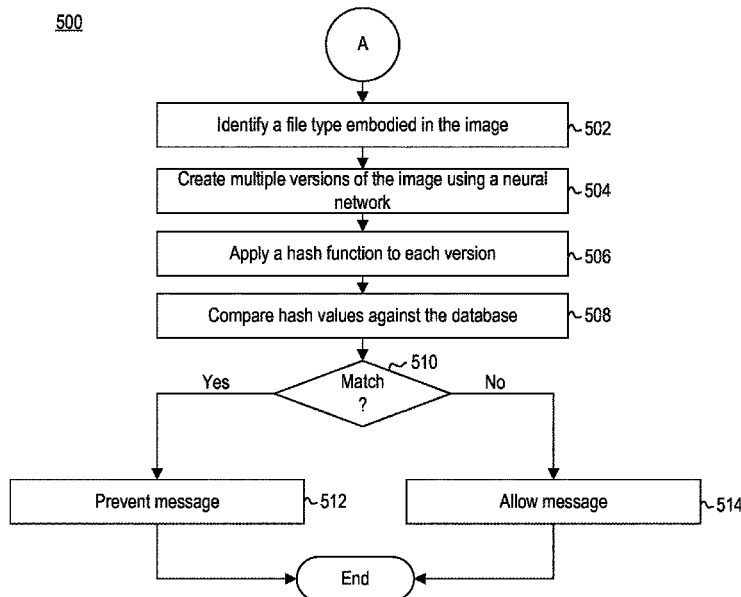 500
A
Identify a file type embodied in the image
502
Create multiple versions of the image using a neural
network
504
Apply a hash function to each version
506
Compare hash values against the database
508
510
Yes
Match
?
No
Prevent message
512
Allow message
514
End